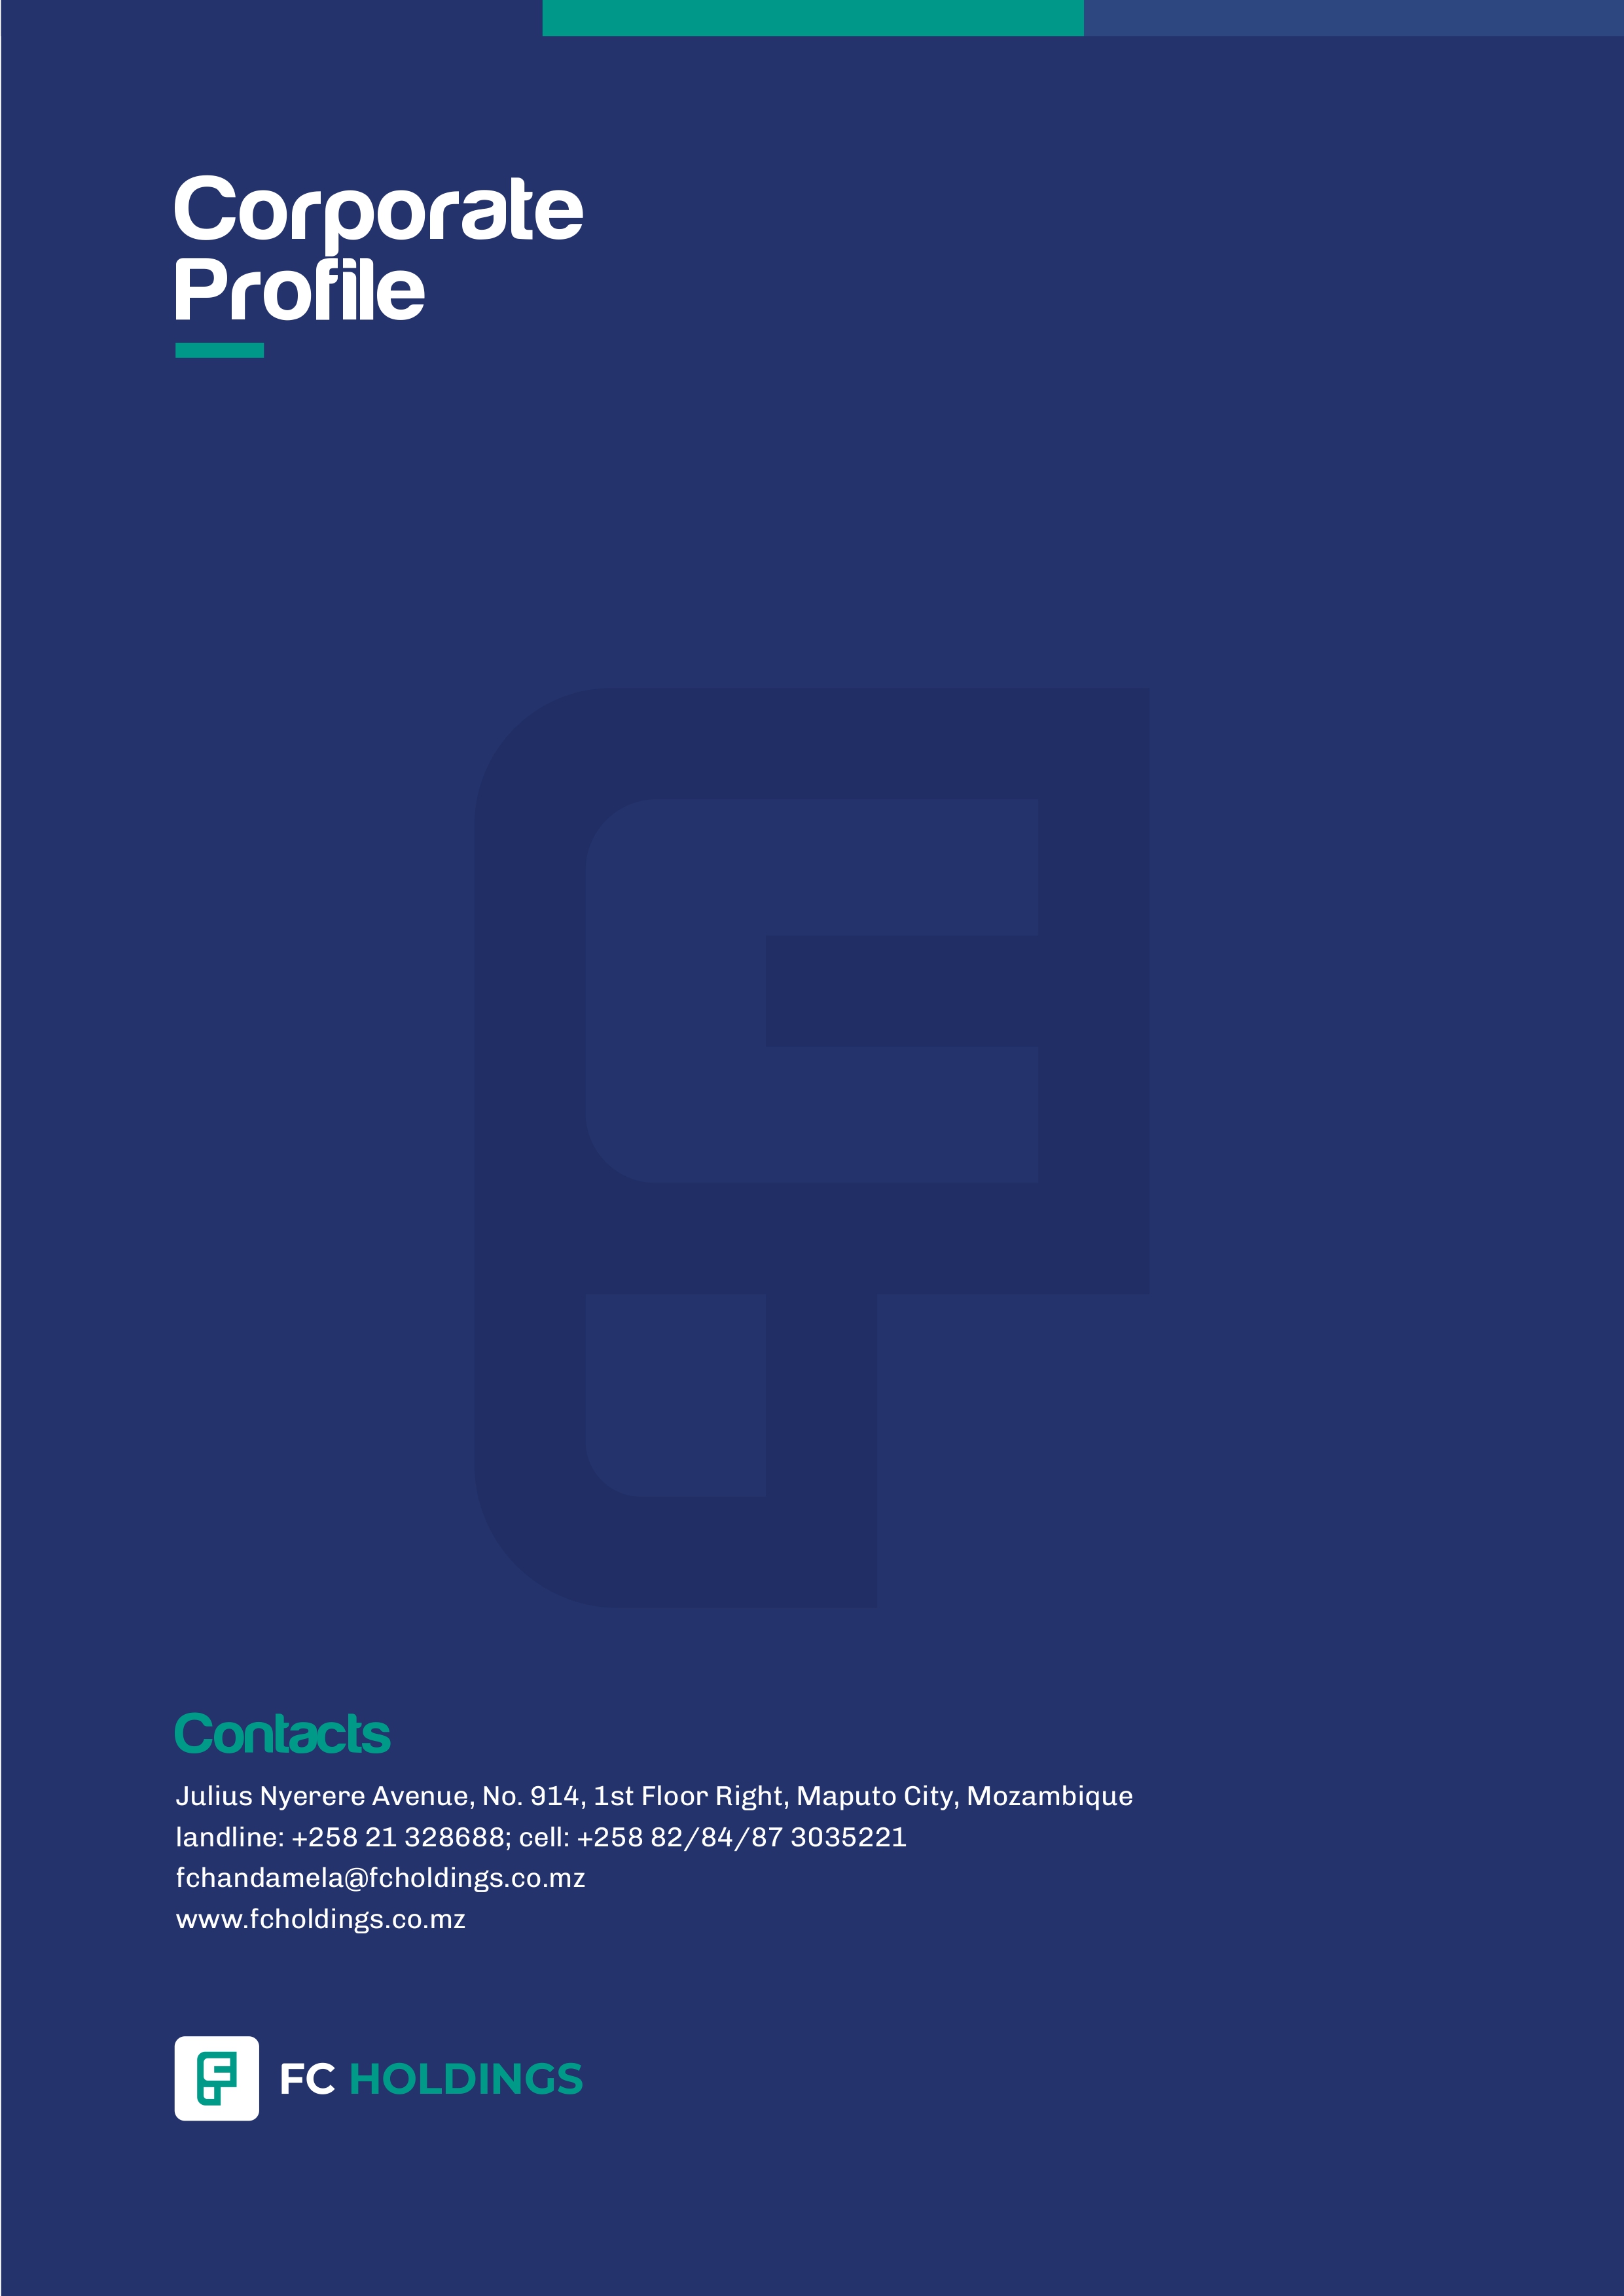 Corporate
Profile
Contacts
Julius Nyerere Avenue, No. 914, 1st Floor Right, Maputo City, Mozambique
landline: +258 21 328688; cell: +258 82/84/87 3035221
fchandamela@fcholdings.co.mz
www.fcholdings.co.mz
FC HOLDINGS